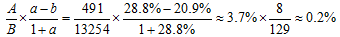 A/B × (a-b)/(1+a) = 491/13254 × (28.8%-20.9%)/(1+28.8%) ≈ 3.7% × 8/129 ≈ 0.2%